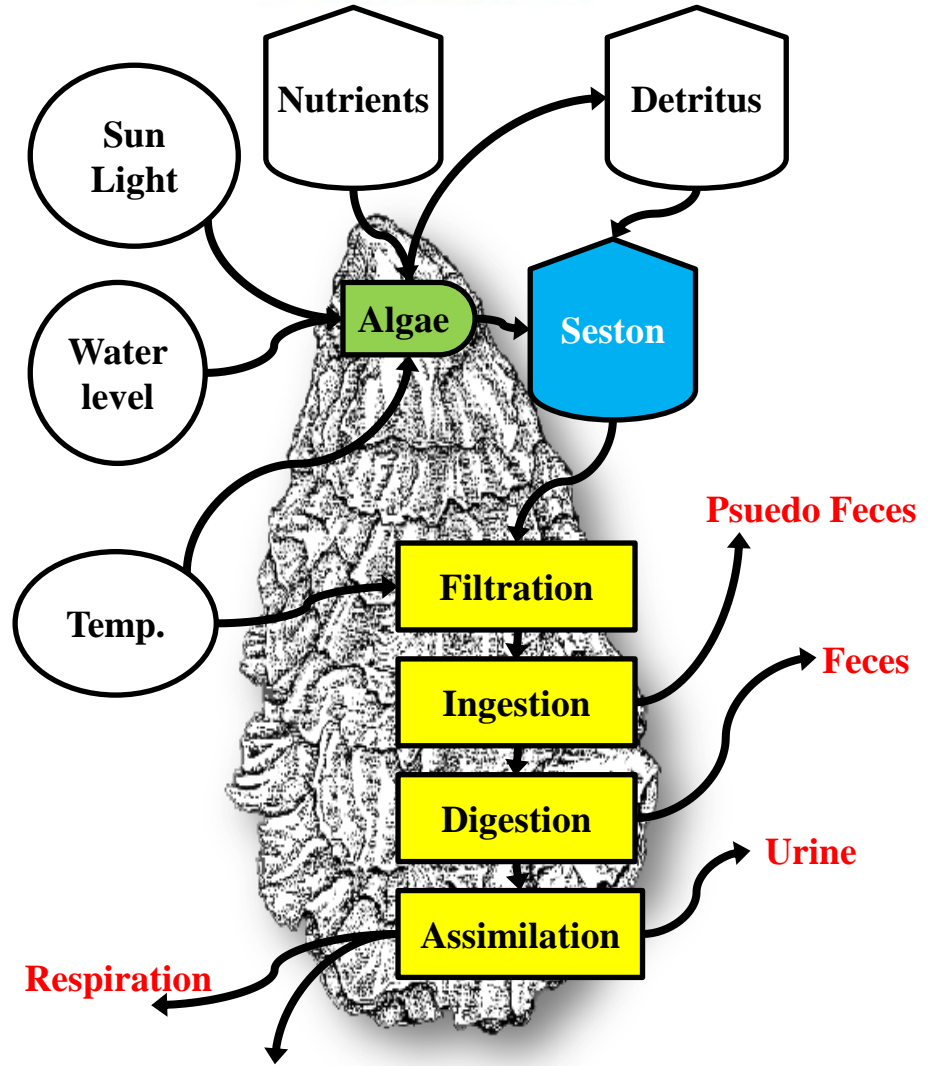 Nutrients
Detritus
Sun
Light
Algae
Seston
Water
level
Psuedo Feces
Filtration
Temp.
Feces
Ingestion
Digestion
Urine
Assimilation
Respiration